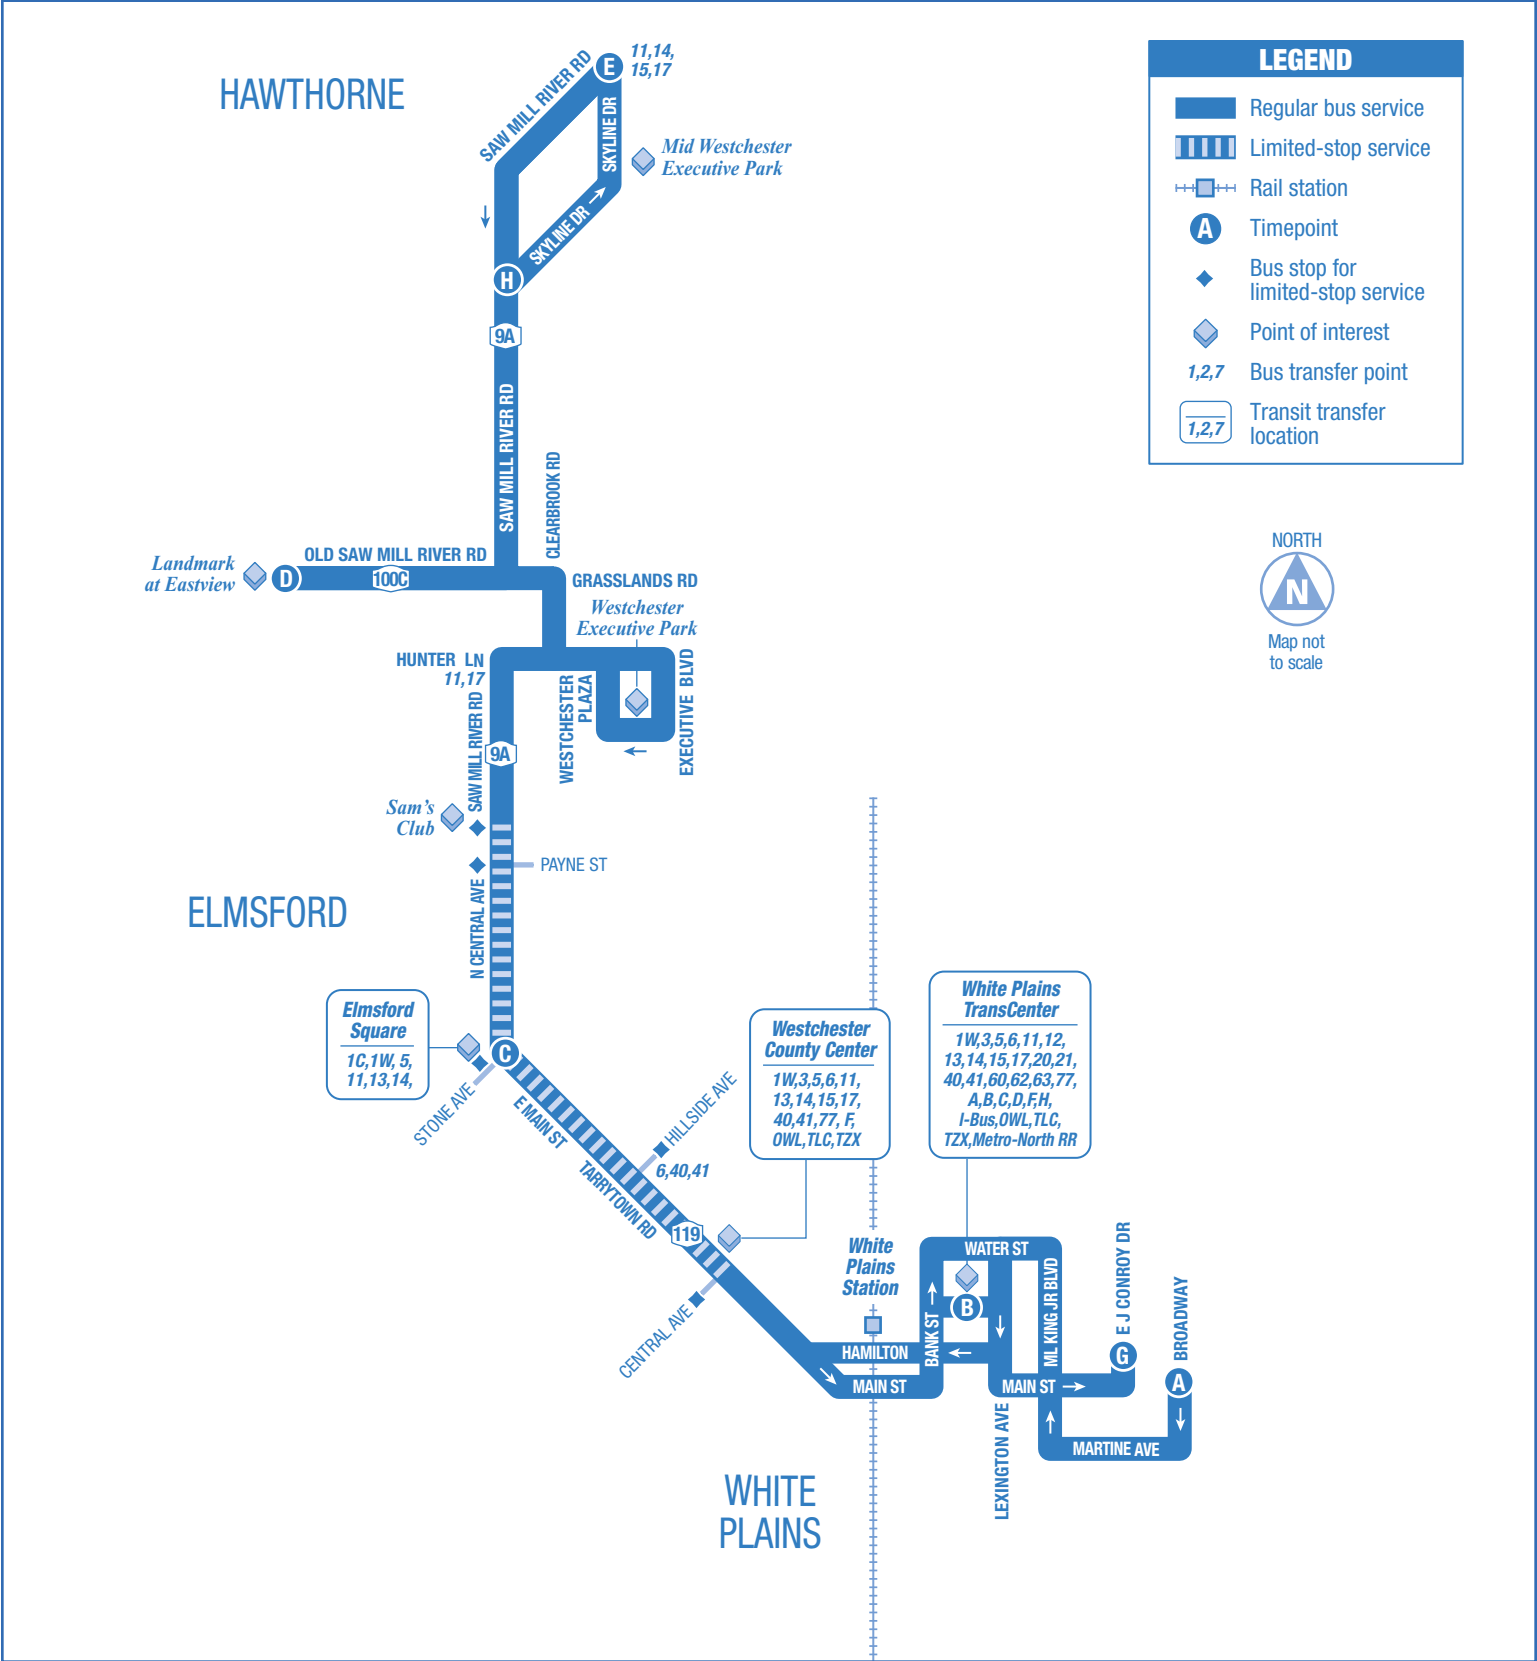 HAWTHORNE
SAW MILL RIVER RD
E
11,14,
15,17
SKYLINE DR
Mid Westchester
Executive Park
SKYLINE DR
H
9A
SAW MILL RIVER RD
CLEARBROOK RD
LEGEND
Regular bus service
Limited-stop service
Rail station
A
Timepoint
Bus stop for
limited-stop service
Point of interest
1,2,7
Bus transfer point
1,2,7
Transit transfer
location
NORTH
N
Map not
to scale
Landmark
at Eastview
D
OLD SAW MILL RIVER RD
100C
GRASSLANDS RD
Westchester
Executive Park
HUNTER LN
11,17
WESTCHESTER
PLAZA
EXECUTIVE BLVD
SAW MILL RIVER RD
9A
Sam's
Club
PAYNE ST
ELMSFORD
N CENTRAL AVE
Elmsford
Square
1C,1W, 5,
11,13,14,
C
STONE AVE
E MAIN ST
HILLSIDE AVE
6,40,41
TARRYTOWN RD
119
CENTRAL AVE
Westchester
County Center
1W,3,5,6,11,
13,14,15,17,
40,41,77, F,
OWL,TLC,TZX
White Plains
TransCenter
1W,3,5,6,11,12,
13,14,15,17,20,21,
40,41,60,62,63,77,
A,B,C,D,F,H,
I-Bus,OWL,TLC,
TZX,Metro-North RR
White
Plains
Station
WATER ST
B
BANK ST
ML KING JR BLVD
E J CONROY DR
BROADWAY
HAMILTON
G
A
MAIN ST
MAIN ST
LEXINGTON AVE
MARTINE AVE
WHITE
PLAINS